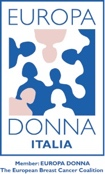 EUROPA
DONNA
ITALIA
Member: EUROPA DONNA
The European Breast Cancer Coalition